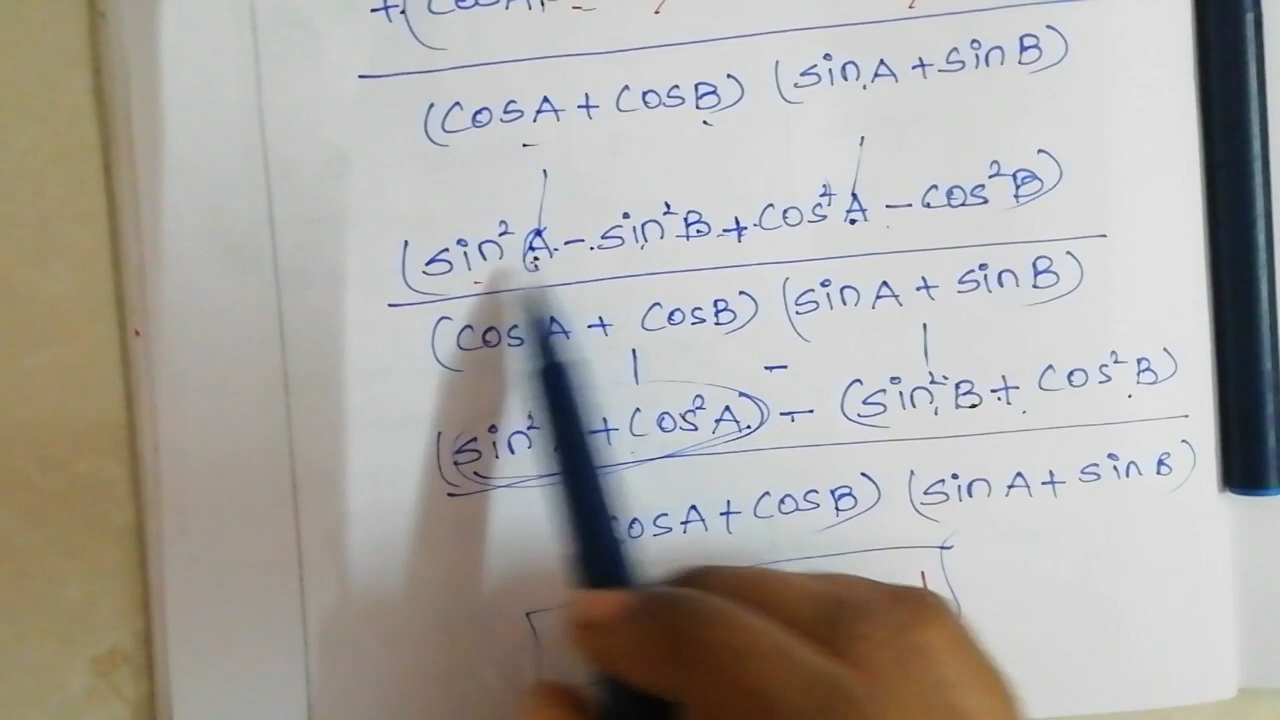 (cosA + cosB) (sinA + sinB)
(sin²A - sin²B + cos²A - cos²B)
(cosA + cosB) (sinA + sinB)
(sin² + cos²A) - (sin²B + cos²B)
cosA + cosB) (sinA + sinB)